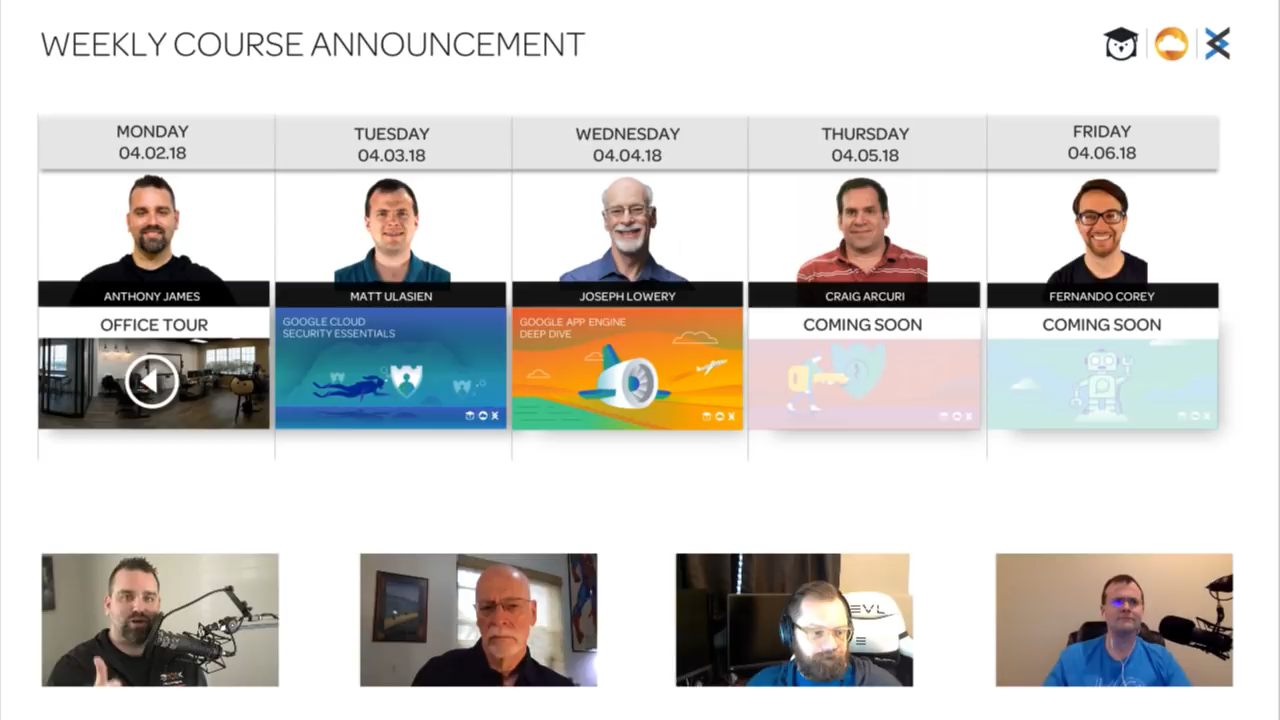 WEEKLY COURSE ANNOUNCEMENT
MONDAY
04.02.18
TUESDAY
04.03.18
WEDNESDAY
04.04.18
THURSDAY
04.05.18
FRIDAY
04.06.18
ANTHONY JAMES
MATT ULASIEN
JOSEPH LOWERY
CRAIG ARCURI
FERNANDO COREY
OFFICE TOUR
GOOGLE CLOUD
SECURITY ESSENTIALS
GOOGLE APP ENGINE
DEEP DIVE
COMING SOON
COMING SOON
EVL